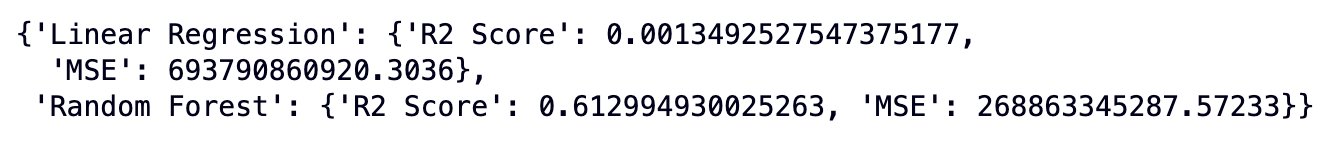 {'Linear Regression': {'R2 Score': 0.0013492527547375177,
'MSE': 693790860920.3036},
'Random Forest': {'R2 Score': 0.612994930025263, 'MSE': 268863345287.57233}}